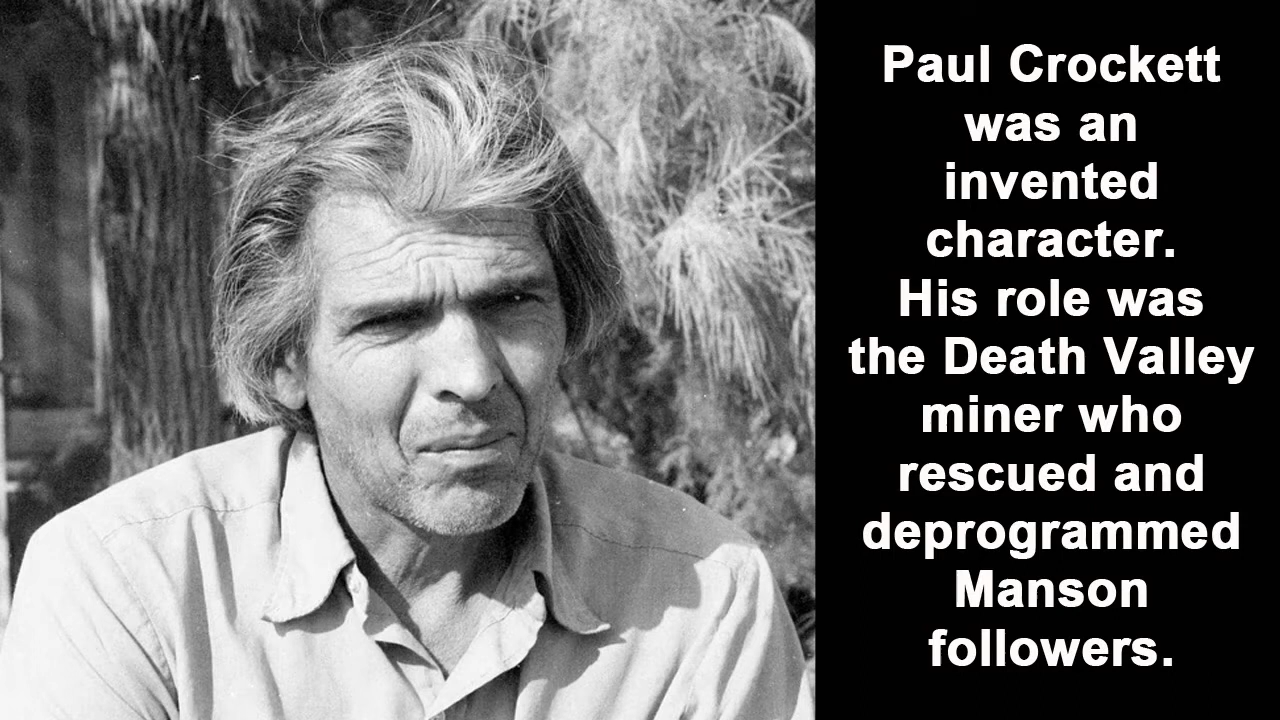 Paul Crockett
was an
invented
character.
His role was
the Death Valley
miner who
rescued and
deprogrammed
Manson
followers.